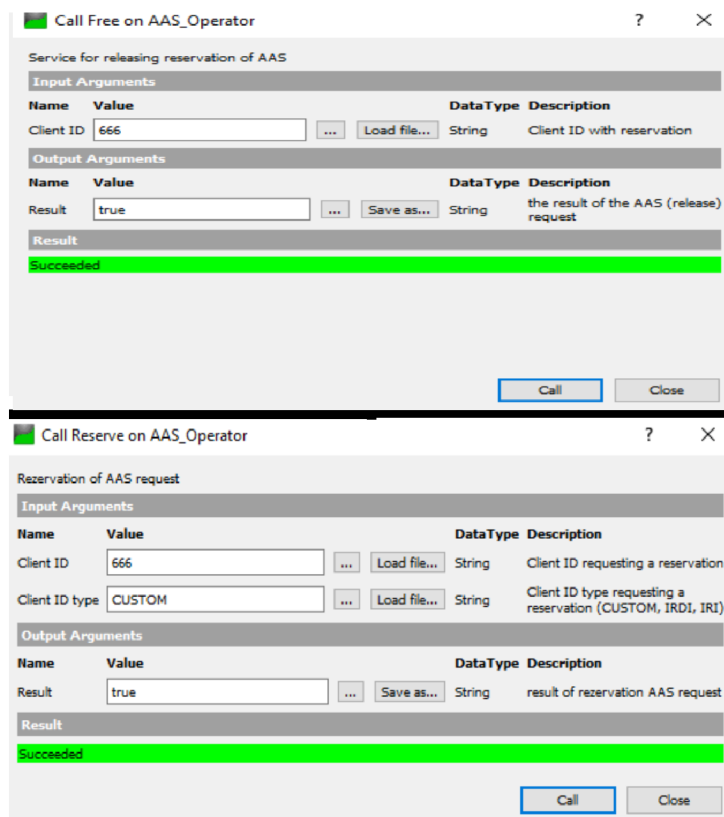 Call Free on AAS_Operator ? ×
Service for releasing reservation of AAS
Input Arguments
Name Value DataType Description
Client ID 666 ... Load file... String Client ID with reservation
Output Arguments
Name Value DataType Description
Result true ... Save as... String the result of the AAS (release)
request
Result
Succeeded
Call Close
Call Reserve on AAS_Operator ? ×
Rezervation of AAS request
Input Arguments
Name Value DataType Description
Client ID 666 ... Load file... String Client ID requesting a reservation
Client ID type CUSTOM ... Load file... String Client ID type requesting a
reservation (CUSTOM, IRDI, IRI)
Output Arguments
Name Value DataType Description
Result true ... Save as... String result of rezervation AAS request
Result
Succeeded
Call Close